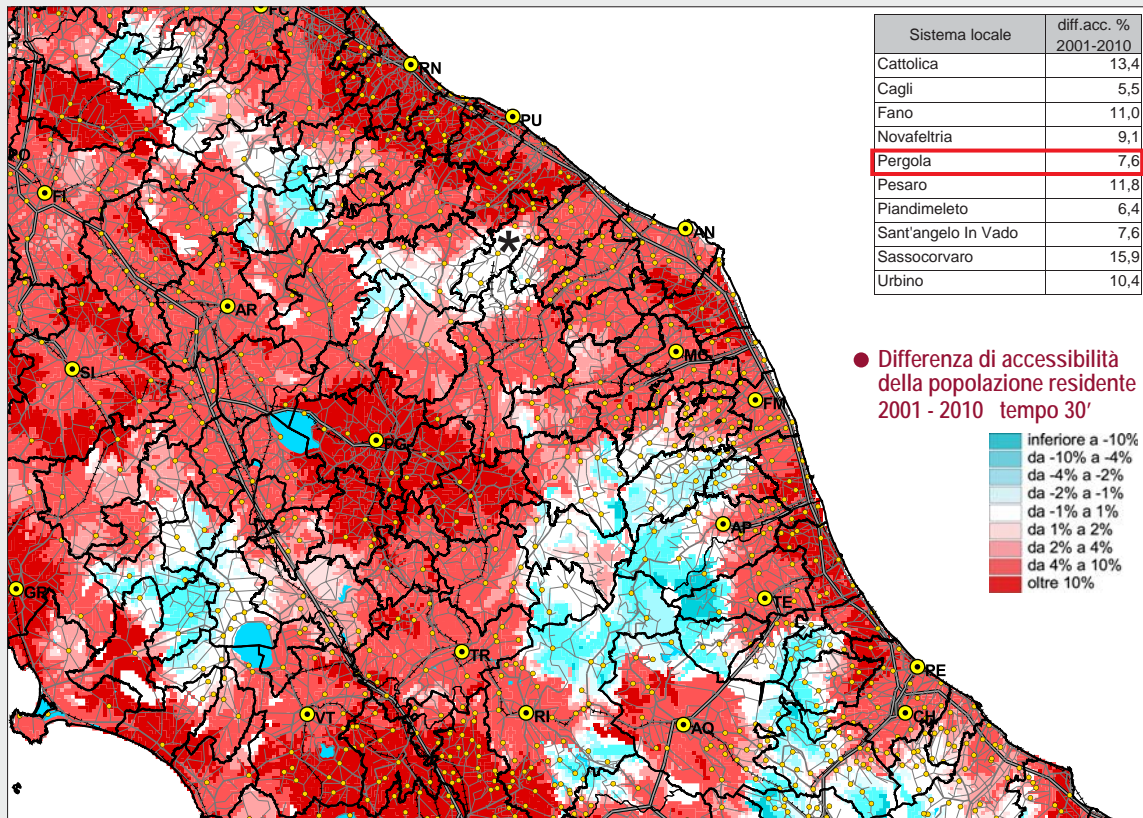 FC
RN
PU
FI
AN
AR
SI
MC
FM
PG
AP
GR
TE
TR
PE
VT
RI
AQ
CH
*
Sistema locale diff.acc. % 2001-2010
Cattolica 13,4
Cagli 5,5
Fano 11,0
Novafeltria 9,1
Pergola 7,6
Pesaro 11,8
Piandimeleto 6,4
Sant'angelo In Vado 7,6
Sassocorvaro 15,9
Urbino 10,4
Differenza di accessibilità
della popolazione residente
2001 - 2010 tempo 30'
inferiore a -10%
da -10% a -4%
da -4% a -2%
da -2% a -1%
da -1% a 1%
da 1% a 2%
da 2% a 4%
da 4% a 10%
oltre 10%